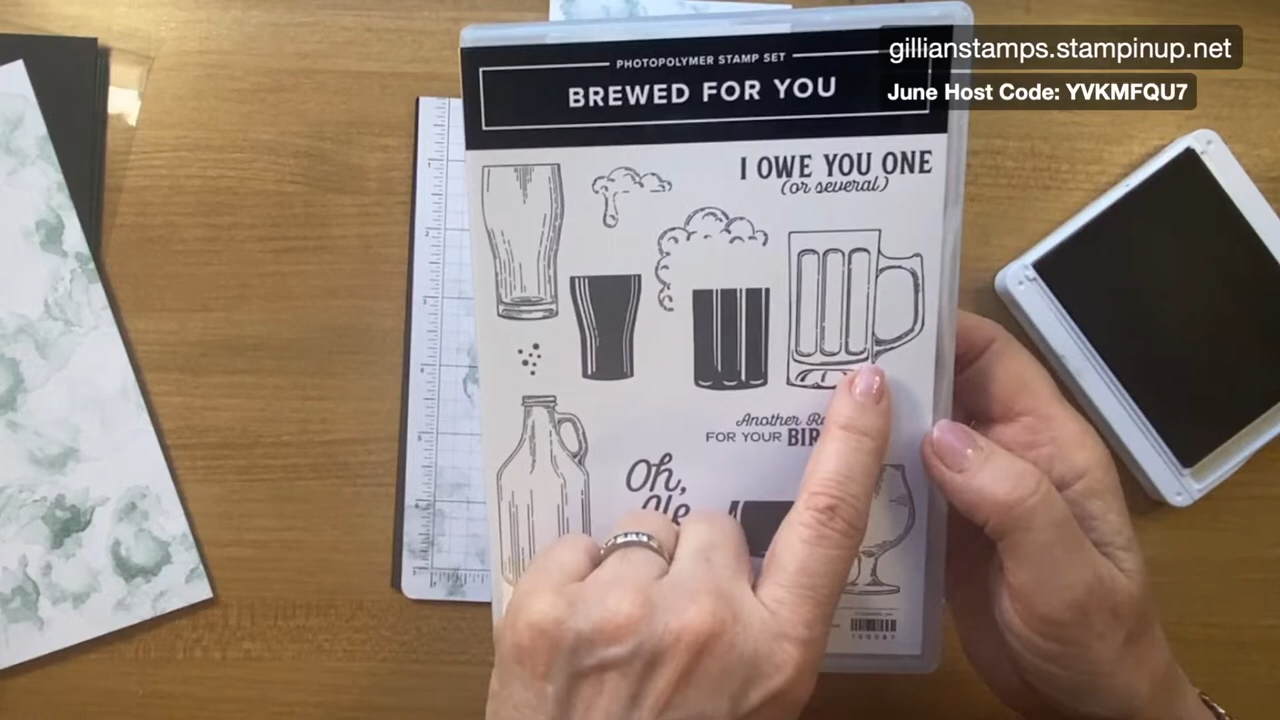 gillianstamps.stampinup.net
June Host Code: YVKMFQU7
PHOTOPOLYMER STAMP SET
BREWED FOR YOU
I OWE YOU ONE
(or several)
Another
FOR YOUR
Oh,